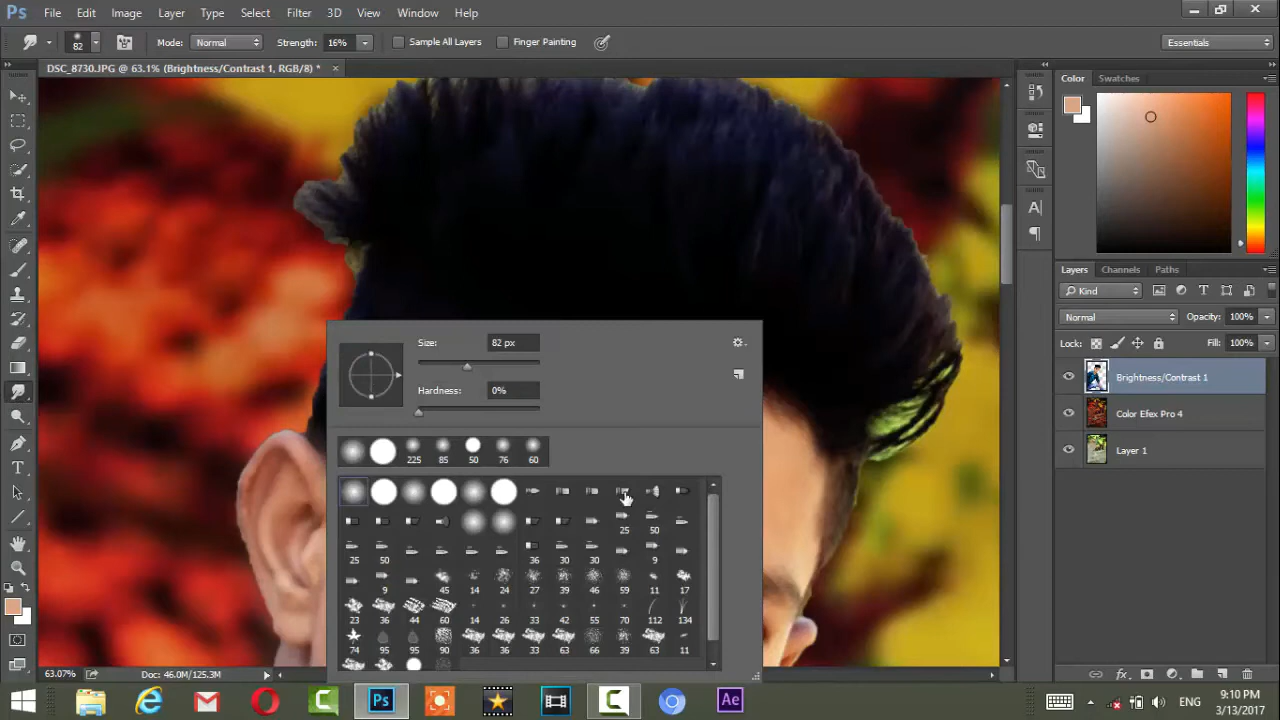 Ps File Edit Image Layer Type Select Filter 3D View Window Help
82 Mode: Normal Strength: 16% Sample All Layers Finger Painting Essentials
DSC_8730.JPG @ 63.1% (Brightness/Contrast 1, RGB/8) * ×
Color Swatches
A|
Layers Channels Paths
Kind
Normal Opacity: 100%
Lock: Fill: 100%
Brightness/Contrast 1
Color Efex Pro 4
Layer 1
Size: 82 px
Hardness: 0%
225 85 50 76 60
25 50
25 50 36 30 30 9
9 45 14 24 27 39 46 59 11 17
23 36 44 60 14 26 33 42 55 70 112 134
74 95 95 90 36 36 33 63 66 39 63 11
63.07% Doc: 46.0M/125.3M
Ps Ae ENG 9:10 PM
3/13/2017